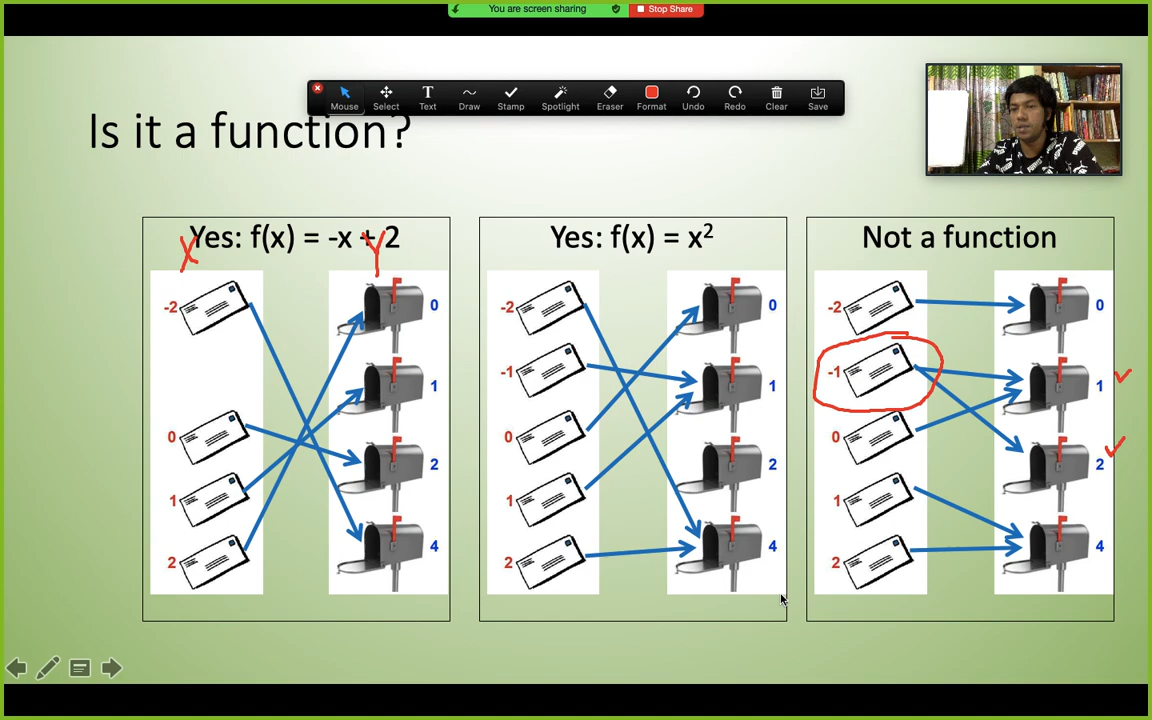 You are screen sharing
Stop Share
Mouse
Select
Text
Draw
Stamp
Spotlight
Eraser
Format
Undo
Redo
Clear
Save
Is it a function?
Yes: f(x) = -x + 2
X
Y
-2
0
1
2
0
1
2
4
Yes: f(x) = x²
-2
-1
0
1
2
0
1
2
4
Not a function
-2
-1
0
1
2
0
1
2
4